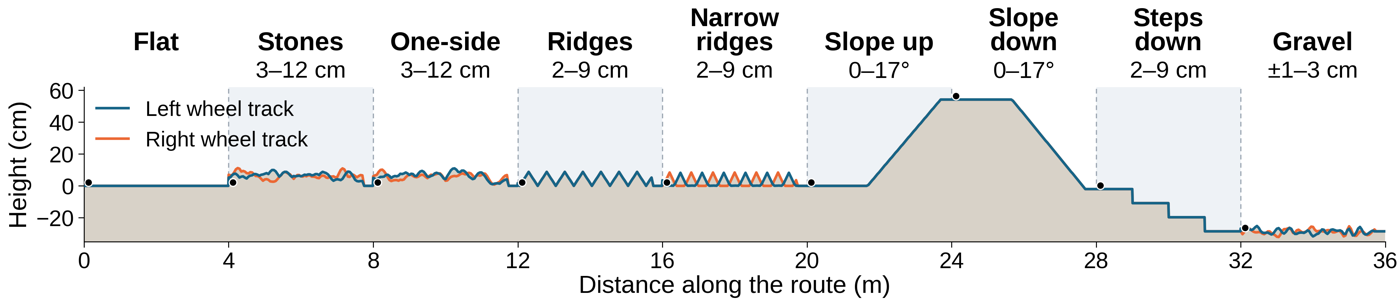 Flat
Stones
3–12 cm
One-side
3–12 cm
Ridges
2–9 cm
Narrow
ridges
2–9 cm
Slope up
0–17°
Slope
down
0–17°
Steps
down
2–9 cm
Gravel
±1–3 cm
Height (cm)
60
40
20
0
−20
Left wheel track
Right wheel track
0 4 8 12 16 20 24 28 32 36
Distance along the route (m)